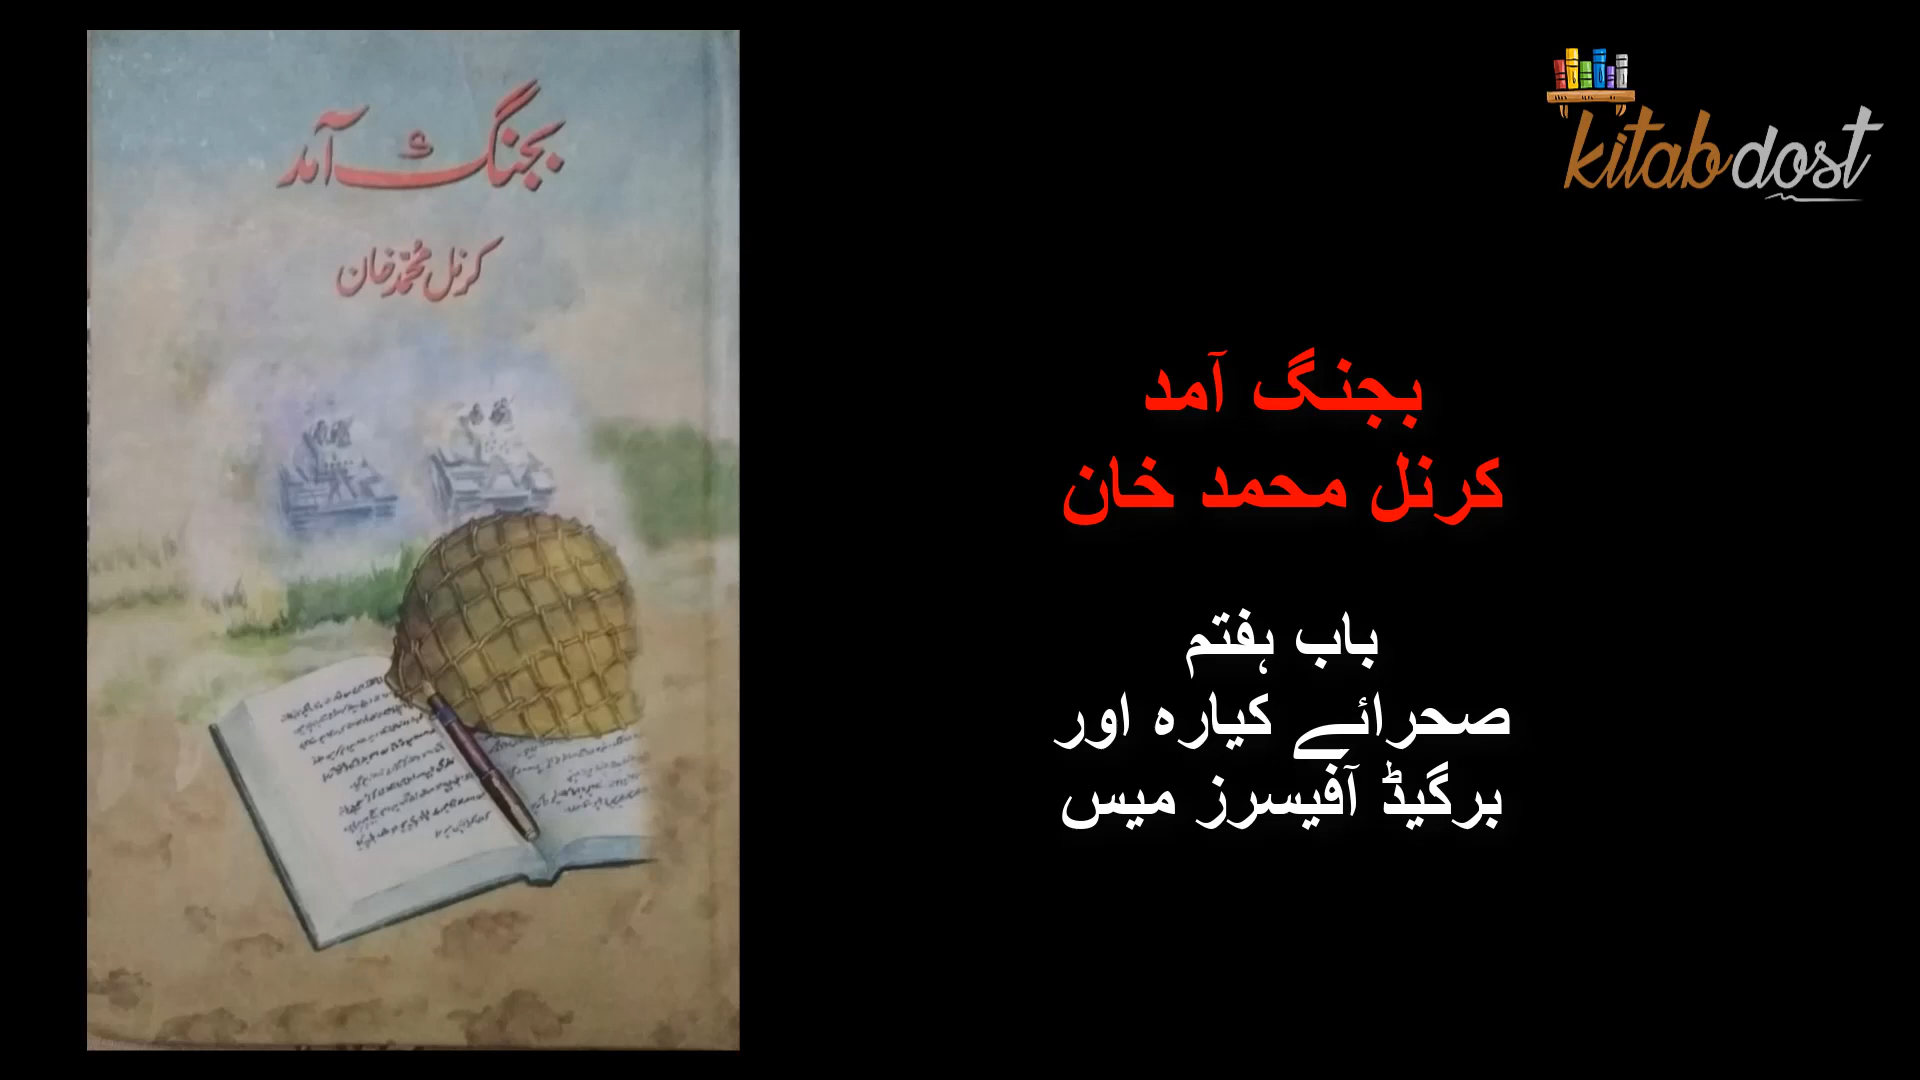 بجنگ آمد
کرنل محمد خان
kitabdost
بجنگ آمد
کرنل محمد خان
باب ہفتم
صحرائے کیارہ اور
برگیڈ آفیسرز میس